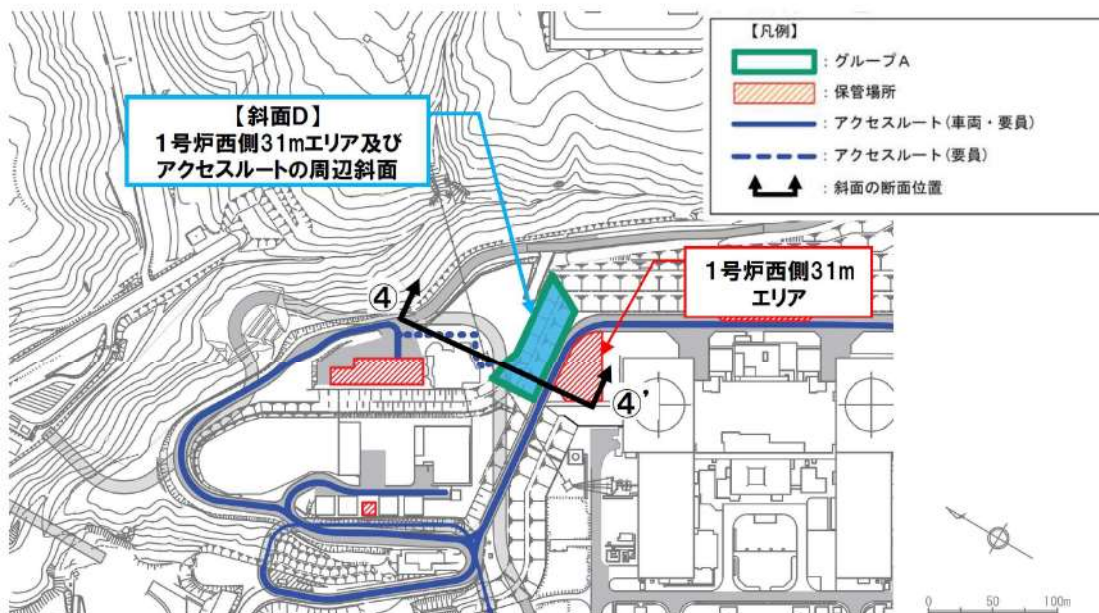 【凡例】
: グループA
: 保管場所
: アクセスルート(車両・要員)
: アクセスルート(要員)
: 斜面の断面位置
【斜面D】
1号炉西側31mエリア及び
アクセスルートの周辺斜面
1号炉西側31m
エリア
④
④'
0 50 100m